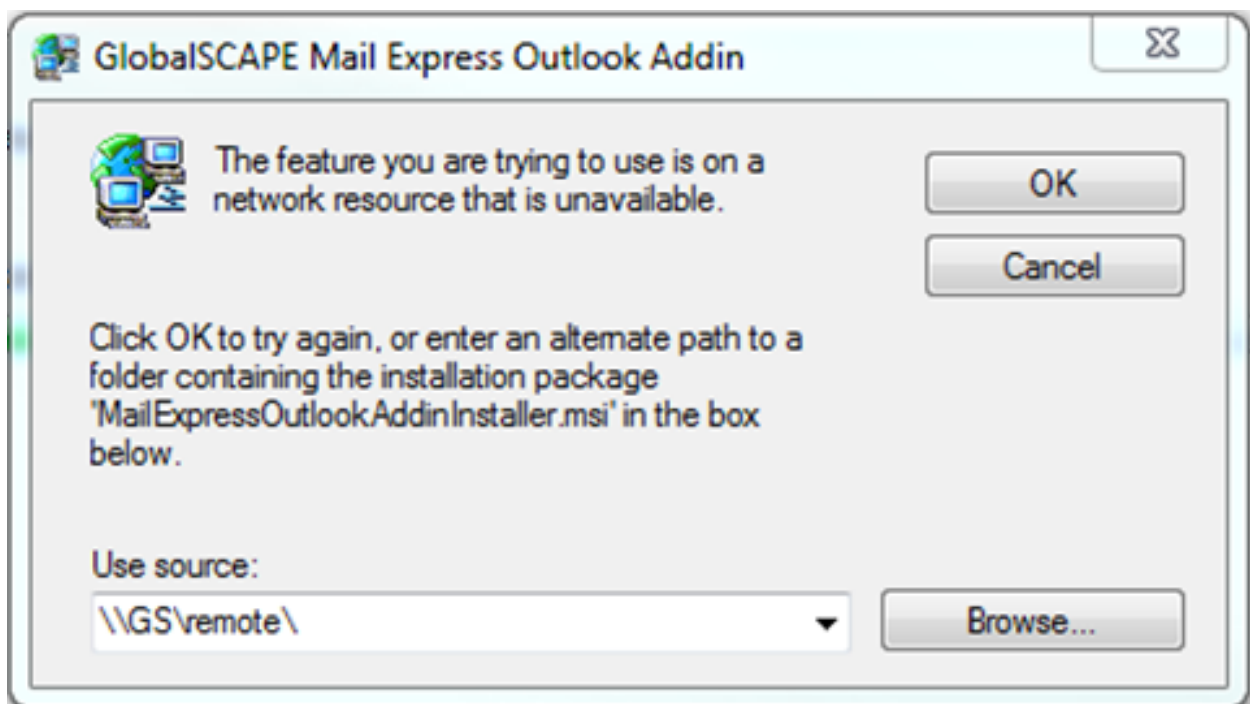 GlobalSCAPE Mail Express Outlook Addin
The feature you are trying to use is on a
network resource that is unavailable.
OK
Cancel
Click OK to try again, or enter an alternate path to a
folder containing the installation package
'MailExpressOutlookAddinInstaller.msi' in the box
below.
Use source:
\\GS\remote\
Browse...